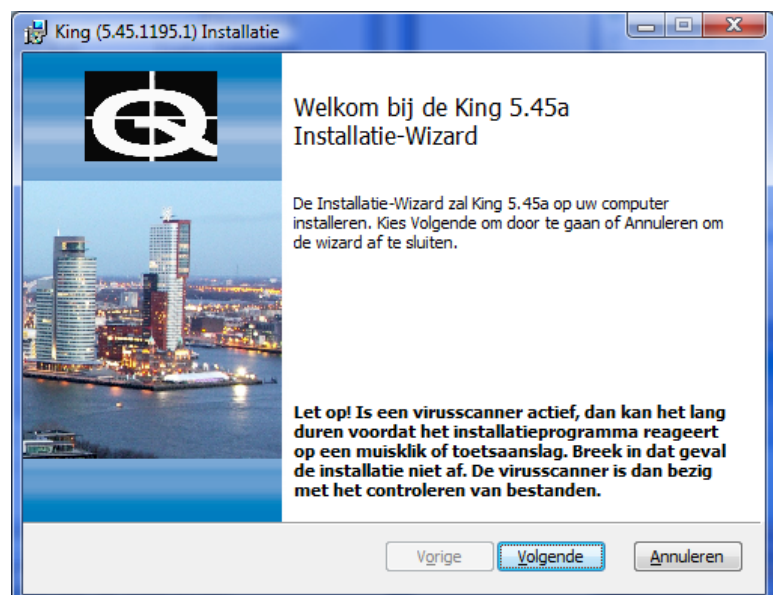 King (5.45.1195.1) Installatie
Welkom bij de King 5.45a
Installatie-Wizard
De Installatie-Wizard zal King 5.45a op uw computer
installeren. Kies Volgende om door te gaan of Annuleren om
de wizard af te sluiten.
Let op! Is een virusscanner actief, dan kan het lang
duren voordat het installatieprogramma reageert
op een muisklik of toetsaanslag. Breek in dat geval
de installatie niet af. De virusscanner is dan bezig
met het controleren van bestanden.
Vorige
Volgende
Annuleren